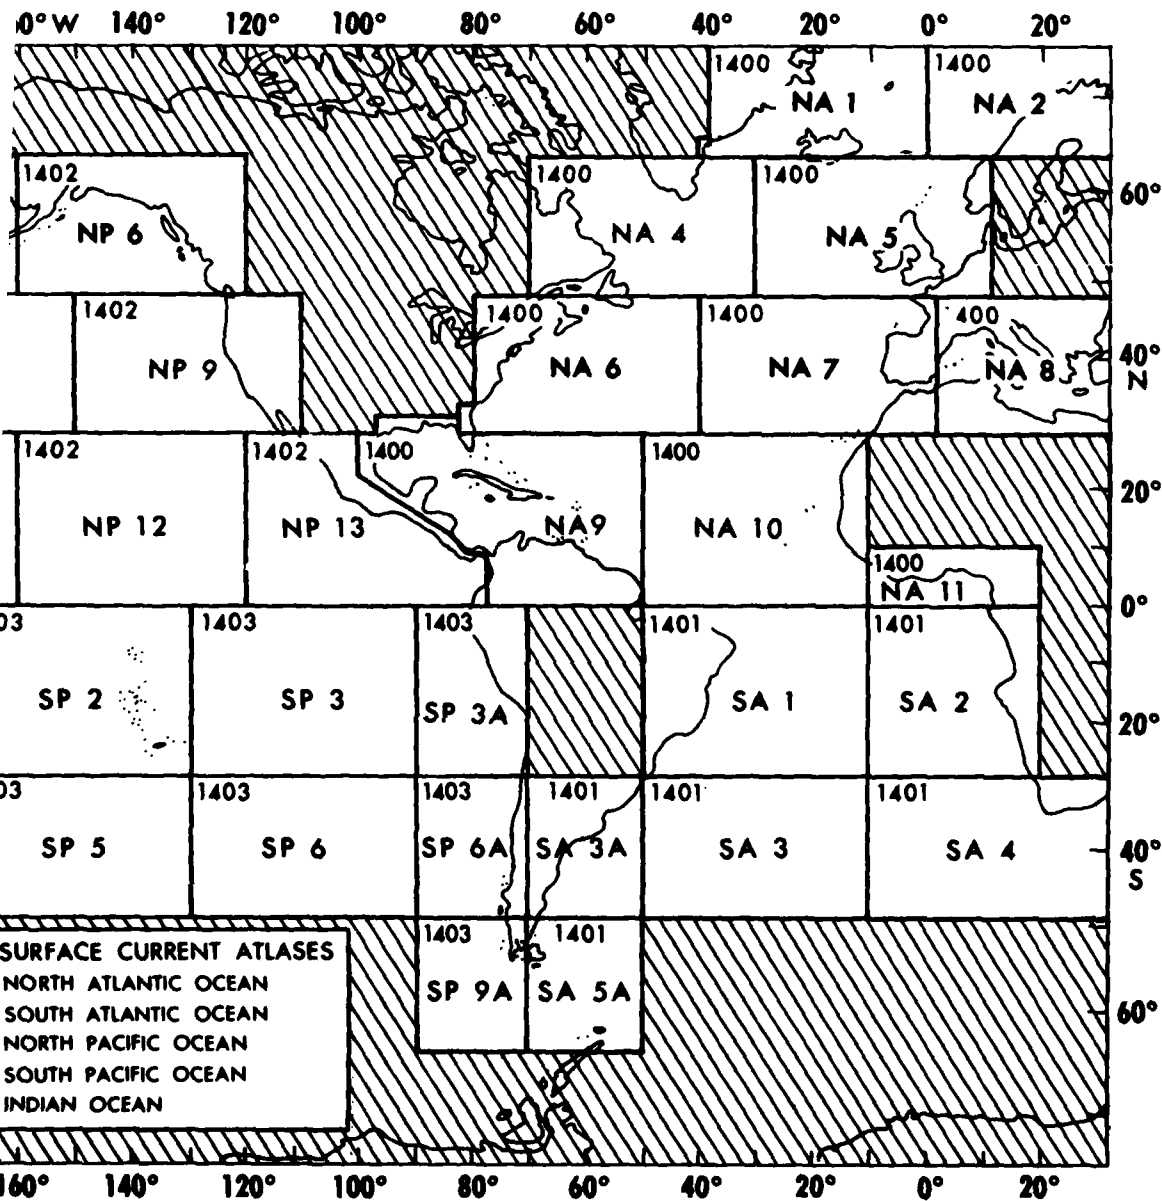 0° W 140° 120° 100° 80° 60° 40° 20° 0° 20°
1400 1400
NA 1 NA 2
1402 1400 1400
60°
NP 6 NA 4 NA 5
1402 1400 1400 400
NP 9 NA 6 NA 7 NA 8
40°
N
1402 1402 1400 1400
20°
NP 12 NP 13 NA9 NA 10
1400
NA 11
0°
03 1403 1403 1401 1401
SP 2 SP 3 SP 3A SA 1 SA 2
20°
03 1403 1403 1401 1401 1401
SP 5 SP 6 SP 6A SA 3A SA 3 SA 4
40°
S
1403 1401
SURFACE CURRENT ATLASES
NORTH ATLANTIC OCEAN
SP 9A SA 5A
SOUTH ATLANTIC OCEAN
60°
NORTH PACIFIC OCEAN
SOUTH PACIFIC OCEAN
INDIAN OCEAN
160° 140° 120° 100° 80° 60° 40° 20° 0° 20°